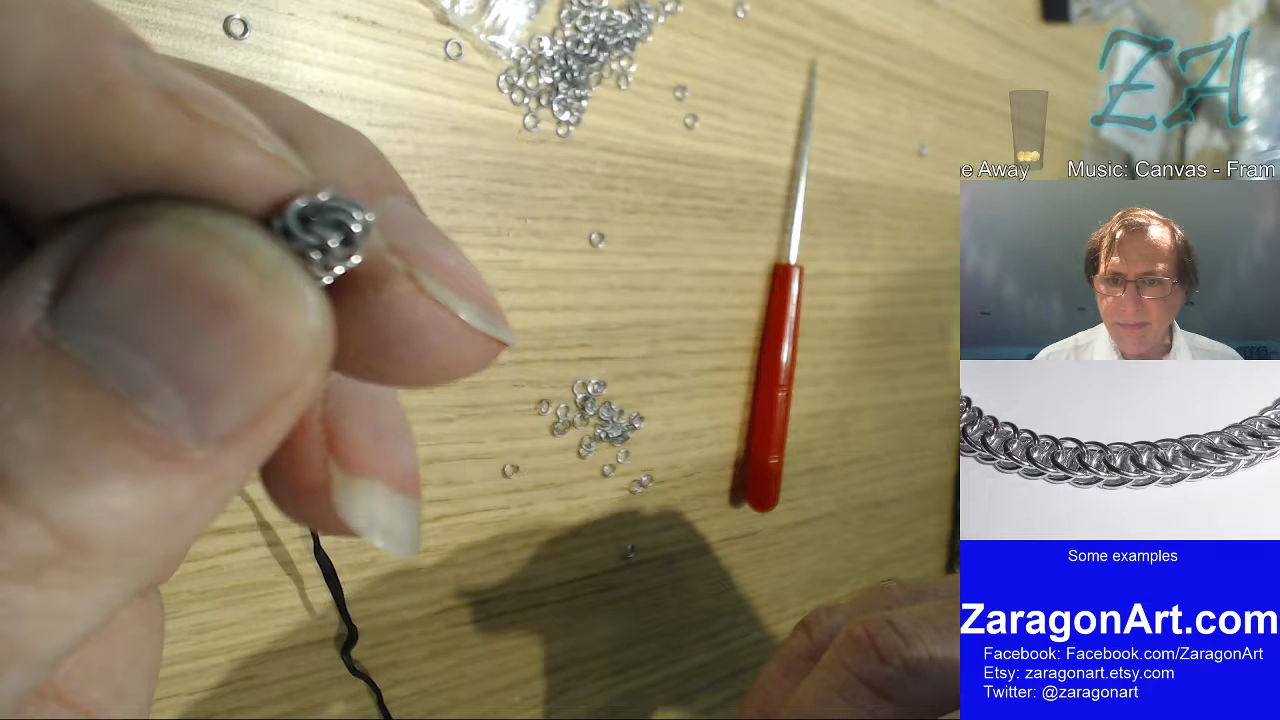 ZA
e Away Music: Canvas - Fram
Some examples
ZaragonArt.com
Facebook: Facebook.com/ZaragonArt
Etsy: zaragonart.etsy.com
Twitter: @zaragonart